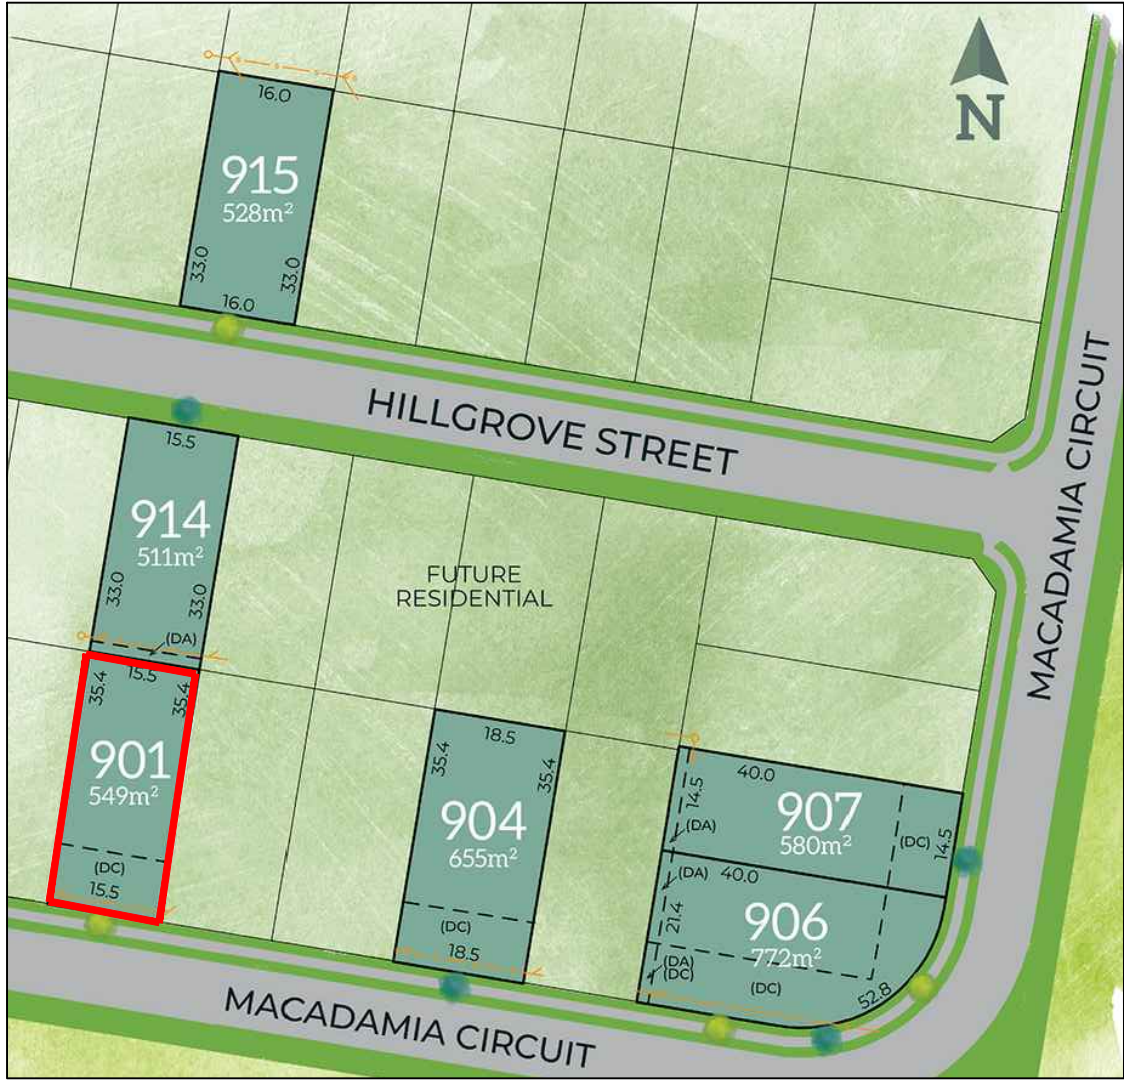 N
16.0
915
528m²
33.0
33.0
16.0
HILLGROVE STREET
MACADAMIA CIRCUIT
15.5
914
511m²
33.0
33.0
(DA)
FUTURE
RESIDENTIAL
15.5
35.4
35.4
901
549m²
(DC)
15.5
18.5
35.4
35.4
904
655m²
(DC)
18.5
40.0
14.5
907
580m²
(DA)
(DC)
14.5
(DA)
40.0
21.4
906
772m²
(DA)
(DC)
(DC)
52.8
MACADAMIA CIRCUIT